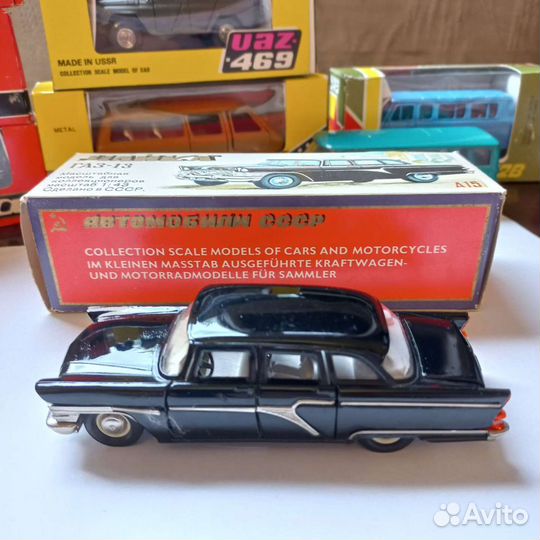 MADE IN USSR
COLLECTION SCALE MODEL OF CAR
uaz
-469
METAL
ГАЗ-13
Масштабная
модель для
коллекционеров
масштаб 1:43
Сделано в СССР.
А19
АВТОМОБИЛИ СССР
COLLECTION SCALE MODELS OF CARS AND MOTORCYCLES
IM KLEINEN MASSTAB AUSGEFÜHRTE KRAFTWAGEN-
UND MOTORRADMODELLE FÜR SAMMLER
Avito